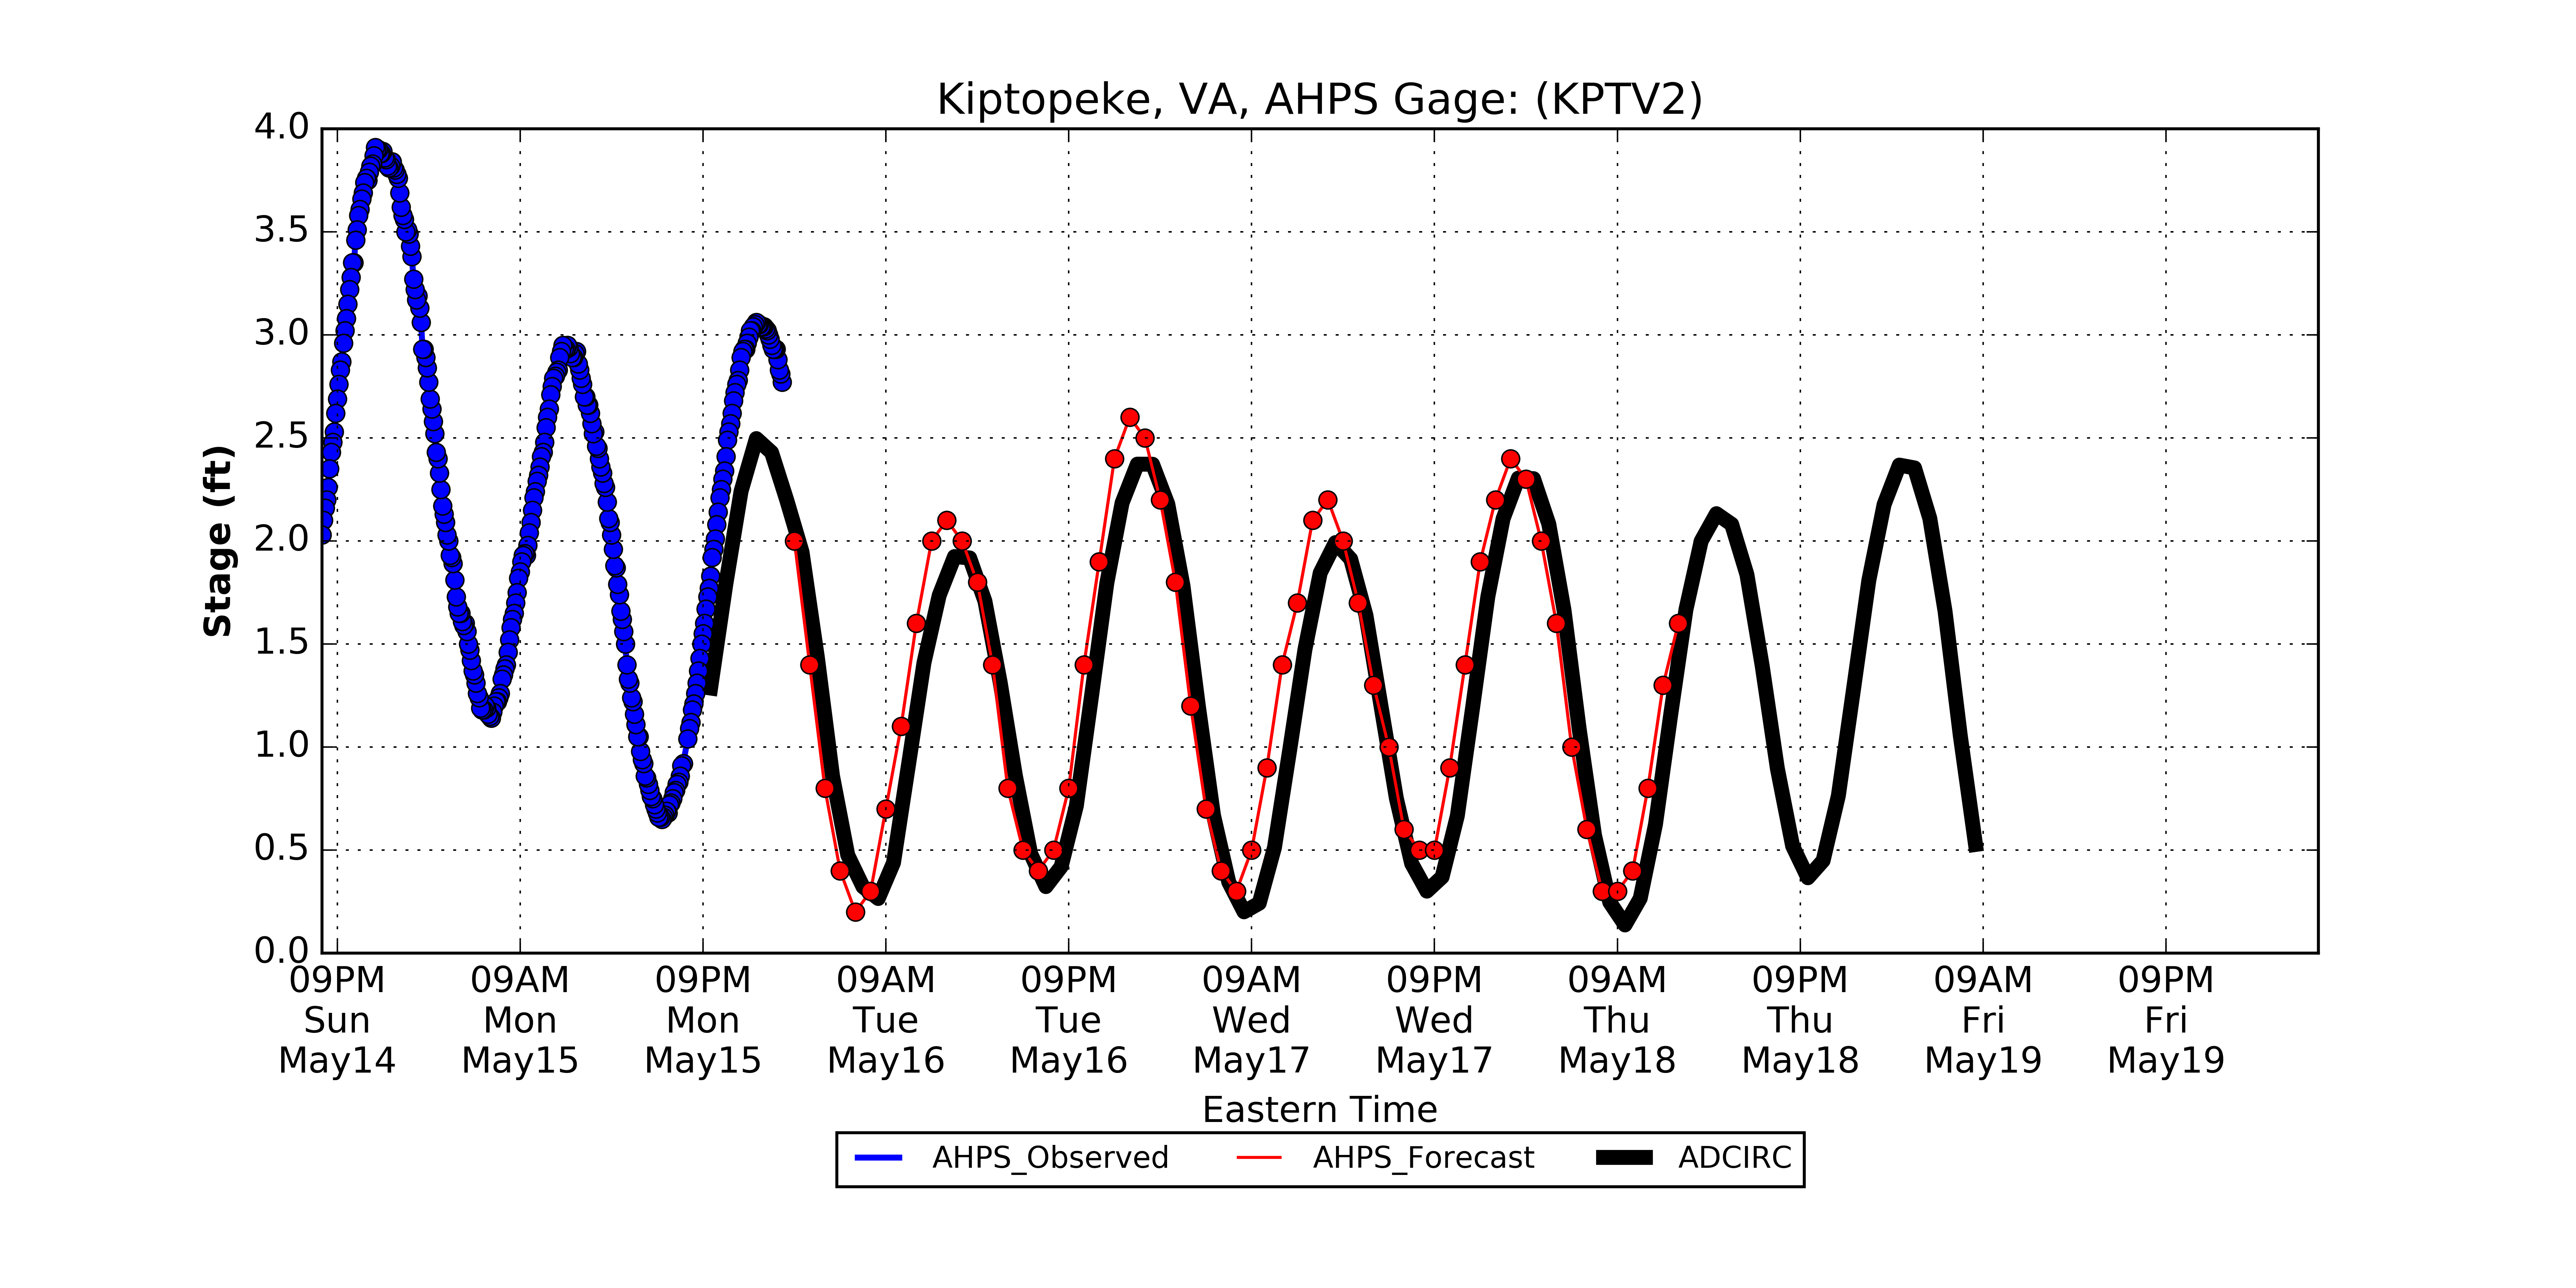 Kiptopeke, VA, AHPS Gage: (KPTV2)
4.0
3.5
3.0
2.5
2.0
1.5
1.0
0.5
0.0
Stage (ft)
09PM 09AM 09PM 09AM 09PM 09AM 09PM 09AM 09PM 09AM 09PM
Sun Mon Mon Tue Tue Wed Wed Thu Thu Fri Fri
May14 May15 May15 May16 May16 May17 May17 May18 May18 May19 May19
Eastern Time
AHPS_Observed AHPS_Forecast ADCIRC